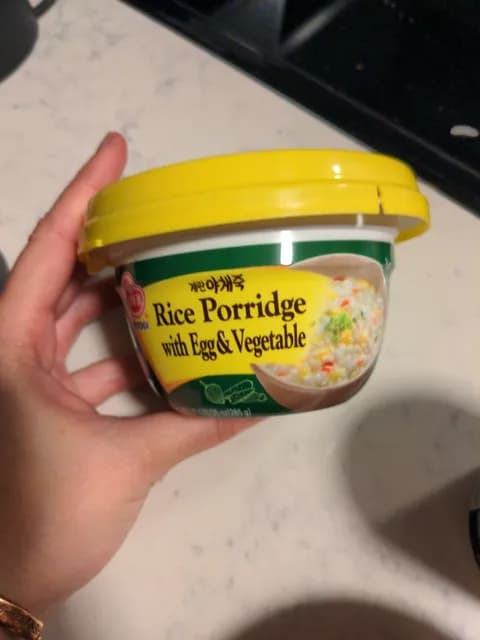 계란야채죽
Rice Porridge
with Egg & Vegetable